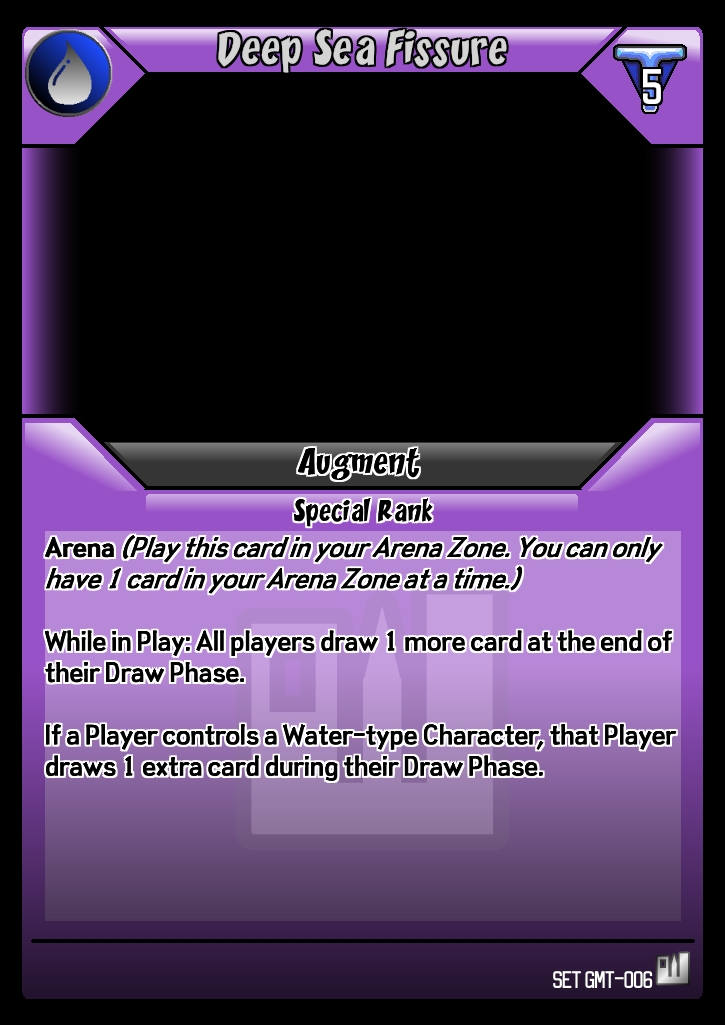 Deep Sea Fissure
5
Augment
Special Rank
Arena (Play this card in your Arena Zone. You can only
have 1 card in your Arena Zone at a time.)
While in Play: All players draw 1 more card at the end of
their Draw Phase.
If a Player controls a Water-type Character, that Player
draws 1 extra card during their Draw Phase.
SET GMT-006